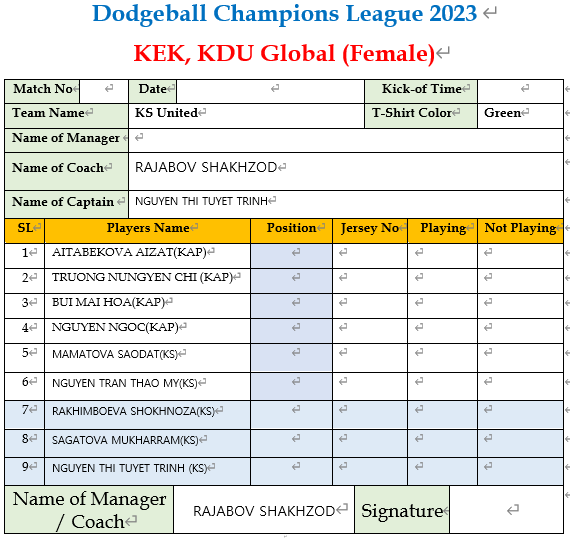 Dodgeball Champions League 2023
KEK, KDU Global (Female)
Match No Date Kick-of Time
Team Name KS United T-Shirt Color Green
Name of Manager
Name of Coach RAJABOV SHAKHZOD
Name of Captain NGUYEN THI TUYET TRINH
SL Players Name Position Jersey No Playing Not Playing
1 AITABEKOVA AIZAT(KAP)
2 TRUONG NUNGYEN CHI (KAP)
3 BUI MAI HOA(KAP)
4 NGUYEN NGOC(KAP)
5 MAMATOVA SAODAT(KS)
6 NGUYEN TRAN THAO MY(KS)
7 RAKHIMBOEVA SHOKHNOZA(KS)
8 SAGATOVA MUKHARRAM(KS)
9 NGUYEN THI TUYET TRINH (KS)
Name of Manager
/ Coach RAJABOV SHAKHZOD Signature